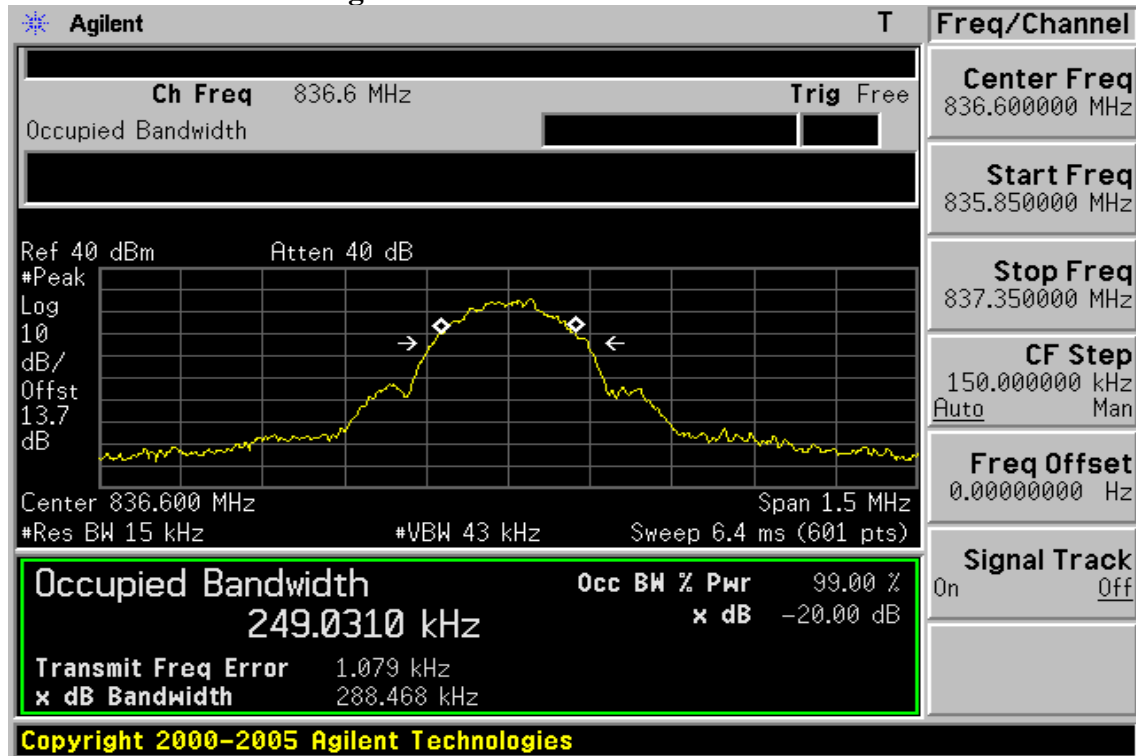 Agilent T Freq/Channel
Ch Freq 836.6 MHz Trig Free
Occupied Bandwidth
Center Freq
836.600000 MHz
Start Freq
835.850000 MHz
Stop Freq
837.350000 MHz
CF Step
150.000000 kHz
Auto Man
Freq Offset
0.00000000 Hz
Signal Track
On Off
Ref 40 dBm Atten 40 dB
#Peak
Log
10
dB/
Offst
13.7
dB
Center 836.600 MHz Span 1.5 MHz
#Res BW 15 kHz #VBW 43 kHz Sweep 6.4 ms (601 pts)
Occupied Bandwidth Occ BW % Pwr 99.00 %
249.0310 kHz x dB -20.00 dB
Transmit Freq Error 1.079 kHz
x dB Bandwidth 288.468 kHz
Copyright 2000-2005 Agilent Technologies